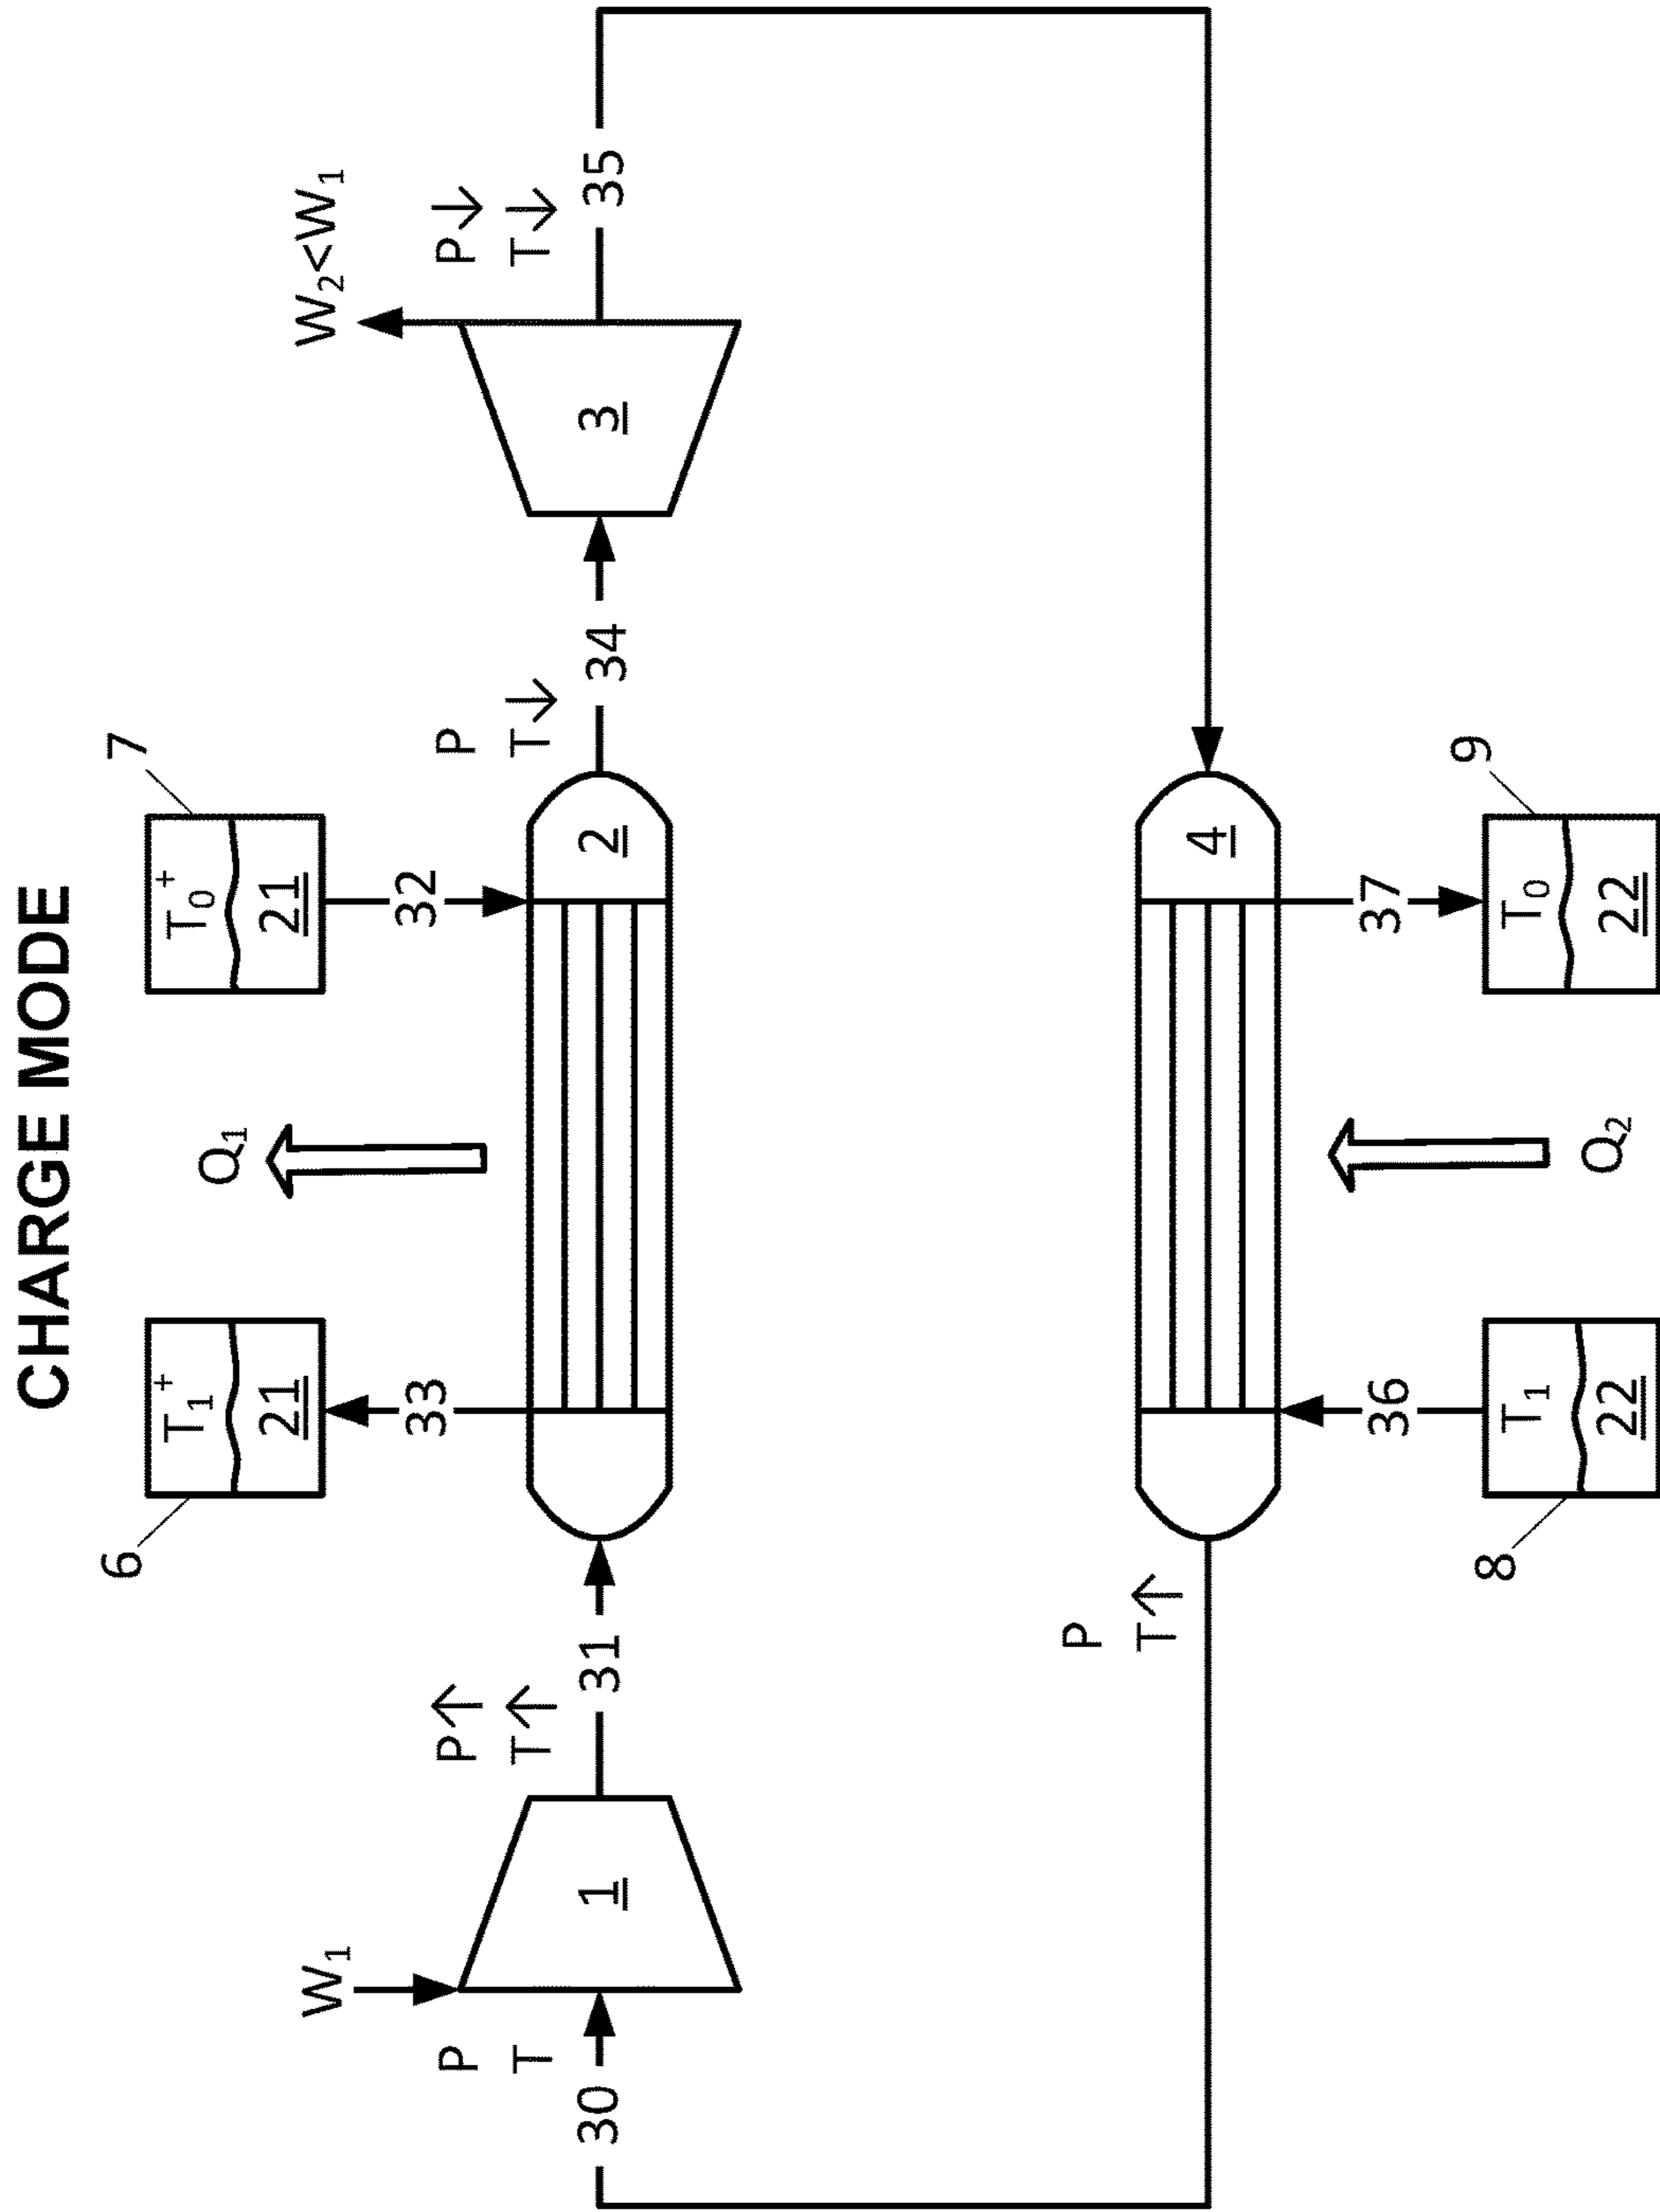 CHARGE MODE
6
7
T₁⁺
21
Q₁
T₀⁺
21
W₁
33
32
W₂<W₁
P
T
P↑
T↑
P
T↓
P↓
T↓
30
1
31
2
34
3
35
P
T↑
4
36
37
T₁
22
Q₂
T₀
22
8
9